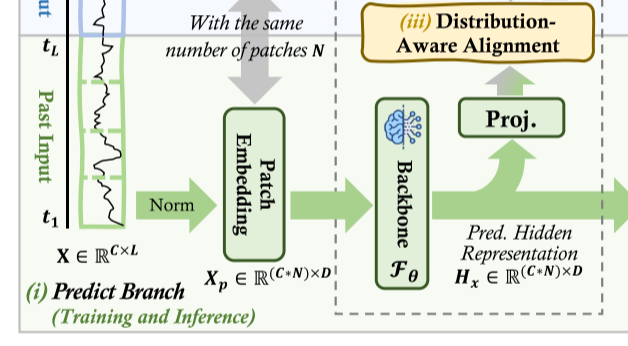 ut
With the same
number of patches N
(iii) Distribution-
Aware Alignment
t_L
Past Input
t_1
Norm
Patch
Embedding
Backbone
F_θ
Proj.
X ∈ ℝ^{C×L}
X_p ∈ ℝ^{(C*N)×D}
Pred. Hidden
Representation
H_x ∈ ℝ^{(C*N)×D}
(i) Predict Branch
(Training and Inference)